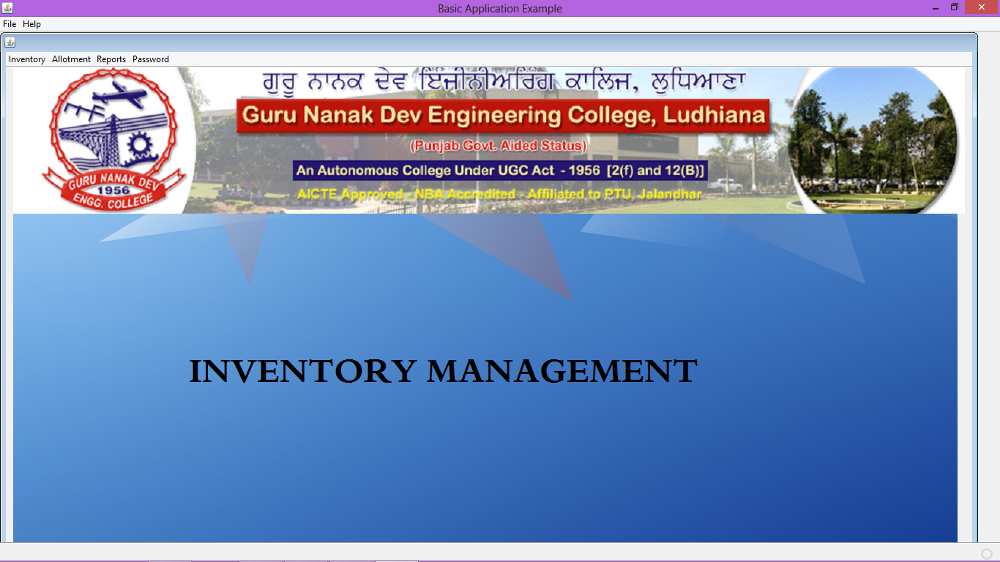 Basic Application Example
File Help
Inventory Allotment Reports Password
ਗੁਰੂ ਨਾਨਕ ਦੇਵ ਇੰਜੀਨੀਅਰਿੰਗ ਕਾਲਿਜ, ਲੁਧਿਆਣਾ
Guru Nanak Dev Engineering College, Ludhiana
(Punjab Govt. Aided Status)
An Autonomous College Under UGC Act - 1956 [2(f) and 12(B)]
AICTE Approved - NBA Accredited - Affiliated to PTU, Jalandhar
GURU NANAK DEV
1956
ENGG. COLLEGE
INVENTORY MANAGEMENT